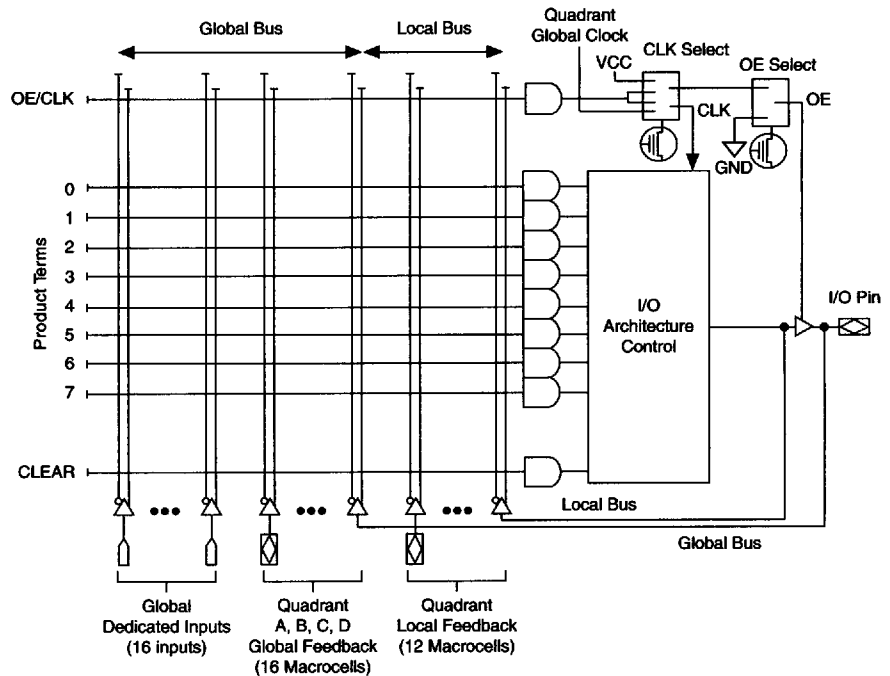 Global Bus
Local Bus
Quadrant
Global Clock
CLK Select
VCC
OE Select
OE/CLK
CLK
OE
GND
Product Terms
0
1
2
3
4
5
6
7
I/O
Architecture
Control
I/O Pin
CLEAR
Local Bus
Global Bus
Global
Dedicated Inputs
(16 inputs)
Quadrant
A, B, C, D
Global Feedback
(16 Macrocells)
Quadrant
Local Feedback
(12 Macrocells)